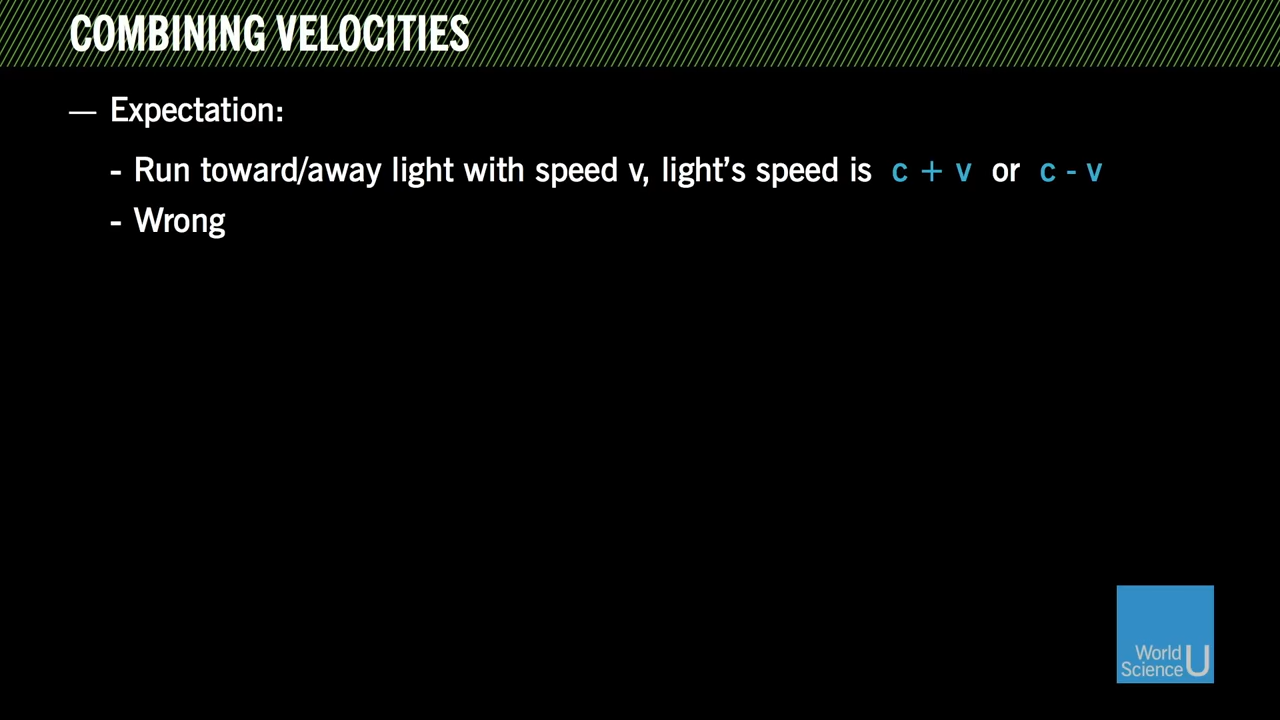 COMBINING VELOCITIES
— Expectation:
- Run toward/away light with speed v, light's speed is c + v or c - v
- Wrong
World
Science U